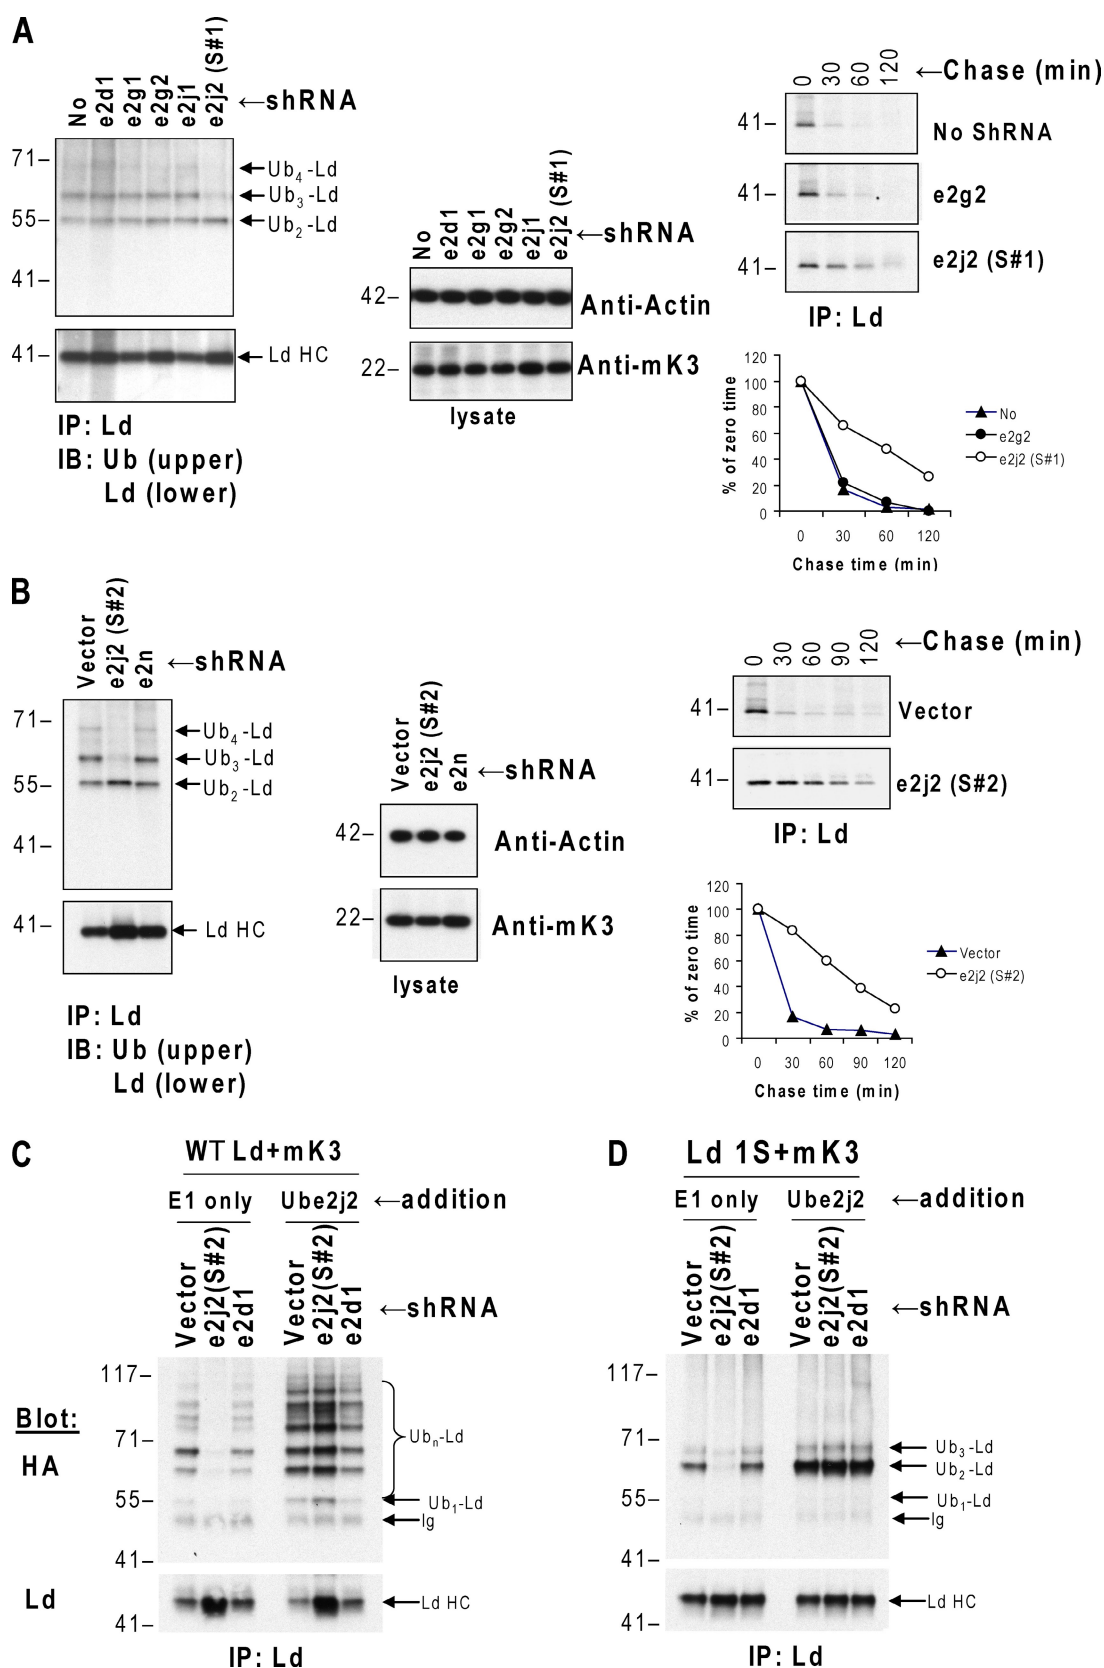 A
No
e2d1
e2g1
e2g2
e2j1
e2j2 (S#1)
←shRNA
71–
55–
41–
Ub4-Ld
Ub3-Ld
Ub2-Ld
41–
Ld HC
IP: Ld
IB: Ub (upper)
Ld (lower)
No
e2d1
e2g1
e2g2
e2j1
e2j2 (S#1)
←shRNA
42–
Anti-Actin
22–
Anti-mK3
lysate
0
30
60
120
←Chase (min)
41–
No ShRNA
41–
e2g2
41–
e2j2 (S#1)
IP: Ld
% of zero time
120
100
80
60
40
20
0
0 30 60 120
Chase time (min)
No
e2g2
e2j2 (S#1)
B
Vector
e2j2 (S#2)
e2n
←shRNA
71–
55–
41–
Ub4-Ld
Ub3-Ld
Ub2-Ld
41–
Ld HC
IP: Ld
IB: Ub (upper)
Ld (lower)
Vector
e2j2 (S#2)
e2n
←shRNA
42–
Anti-Actin
22–
Anti-mK3
lysate
0
30
60
90
120
←Chase (min)
41–
Vector
41–
e2j2 (S#2)
IP: Ld
% of zero time
120
100
80
60
40
20
0
0 30 60 90 120
Chase time (min)
Vector
e2j2 (S#2)
C
WT Ld+mK3
E1 only Ube2j2 ←addition
Vector
e2j2(S#2)
e2d1
Vector
e2j2(S#2)
e2d1
←shRNA
117–
71–
55–
41–
Blot:
HA
Ubn-Ld
Ub1-Ld
Ig
Ld
41–
Ld HC
IP: Ld
D
Ld 1S+mK3
E1 only Ube2j2 ←addition
Vector
e2j2(S#2)
e2d1
Vector
e2j2(S#2)
e2d1
←shRNA
117–
71–
55–
41–
Ub3-Ld
Ub2-Ld
Ub1-Ld
Ig
41–
Ld HC
IP: Ld